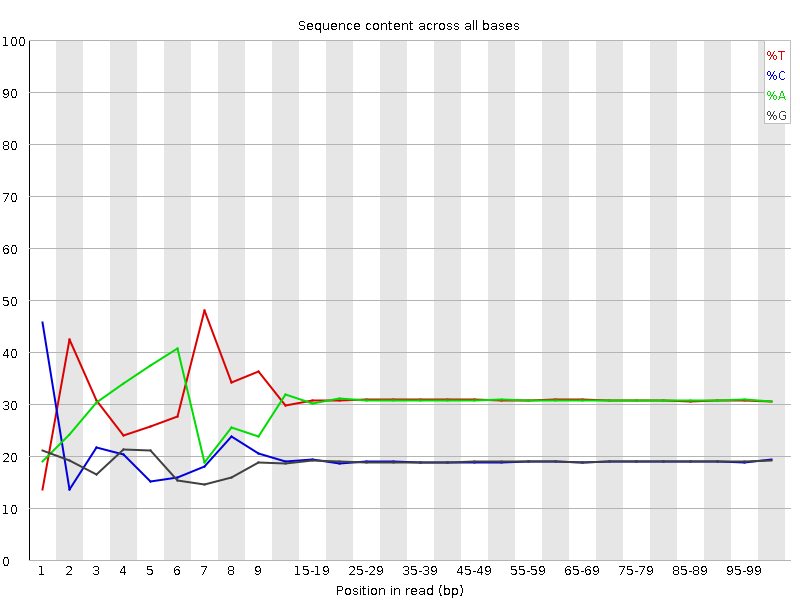 Sequence content across all bases
100
90
80
70
60
50
40
30
20
10
0
%T
%C
%A
%G
1 2 3 4 5 6 7 8 9 15-19 25-29 35-39 45-49 55-59 65-69 75-79 85-89 95-99
Position in read (bp)